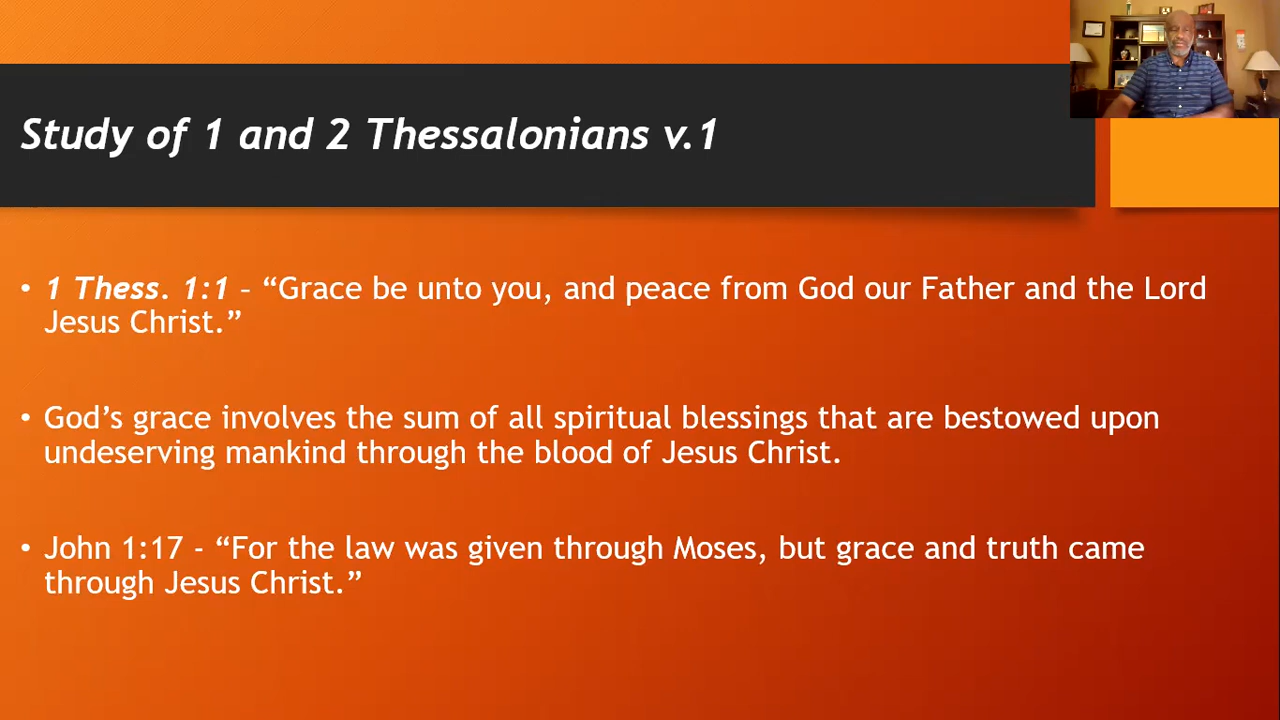 Study of 1 and 2 Thessalonians v.1
• 1 Thess. 1:1 – “Grace be unto you, and peace from God our Father and the Lord
Jesus Christ.”
• God’s grace involves the sum of all spiritual blessings that are bestowed upon
undeserving mankind through the blood of Jesus Christ.
• John 1:17 - “For the law was given through Moses, but grace and truth came
through Jesus Christ.”